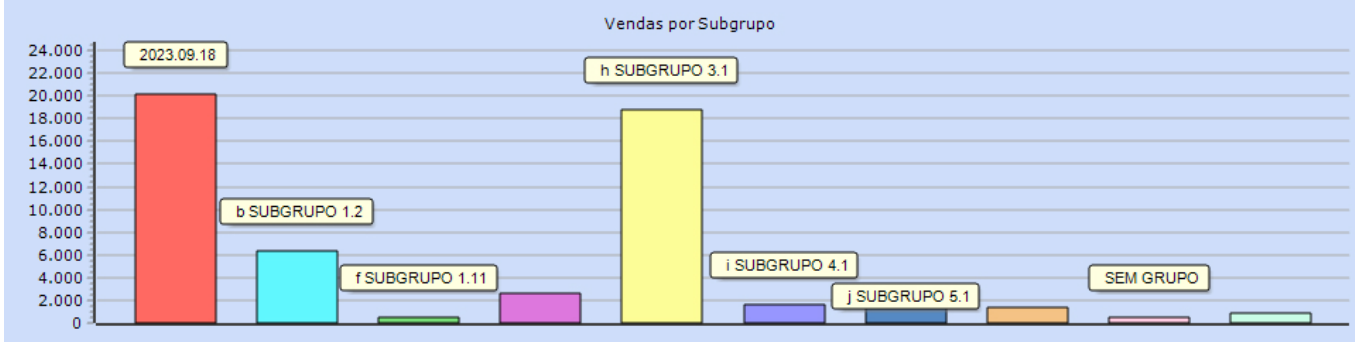 Vendas por Subgrupo
24.000
22.000
20.000
18.000
16.000
14.000
12.000
10.000
8.000
6.000
4.000
2.000
0
2023.09.18
b SUBGRUPO 1.2
f SUBGRUPO 1.11
h SUBGRUPO 3.1
i SUBGRUPO 4.1
j SUBGRUPO 5.1
SEM GRUPO